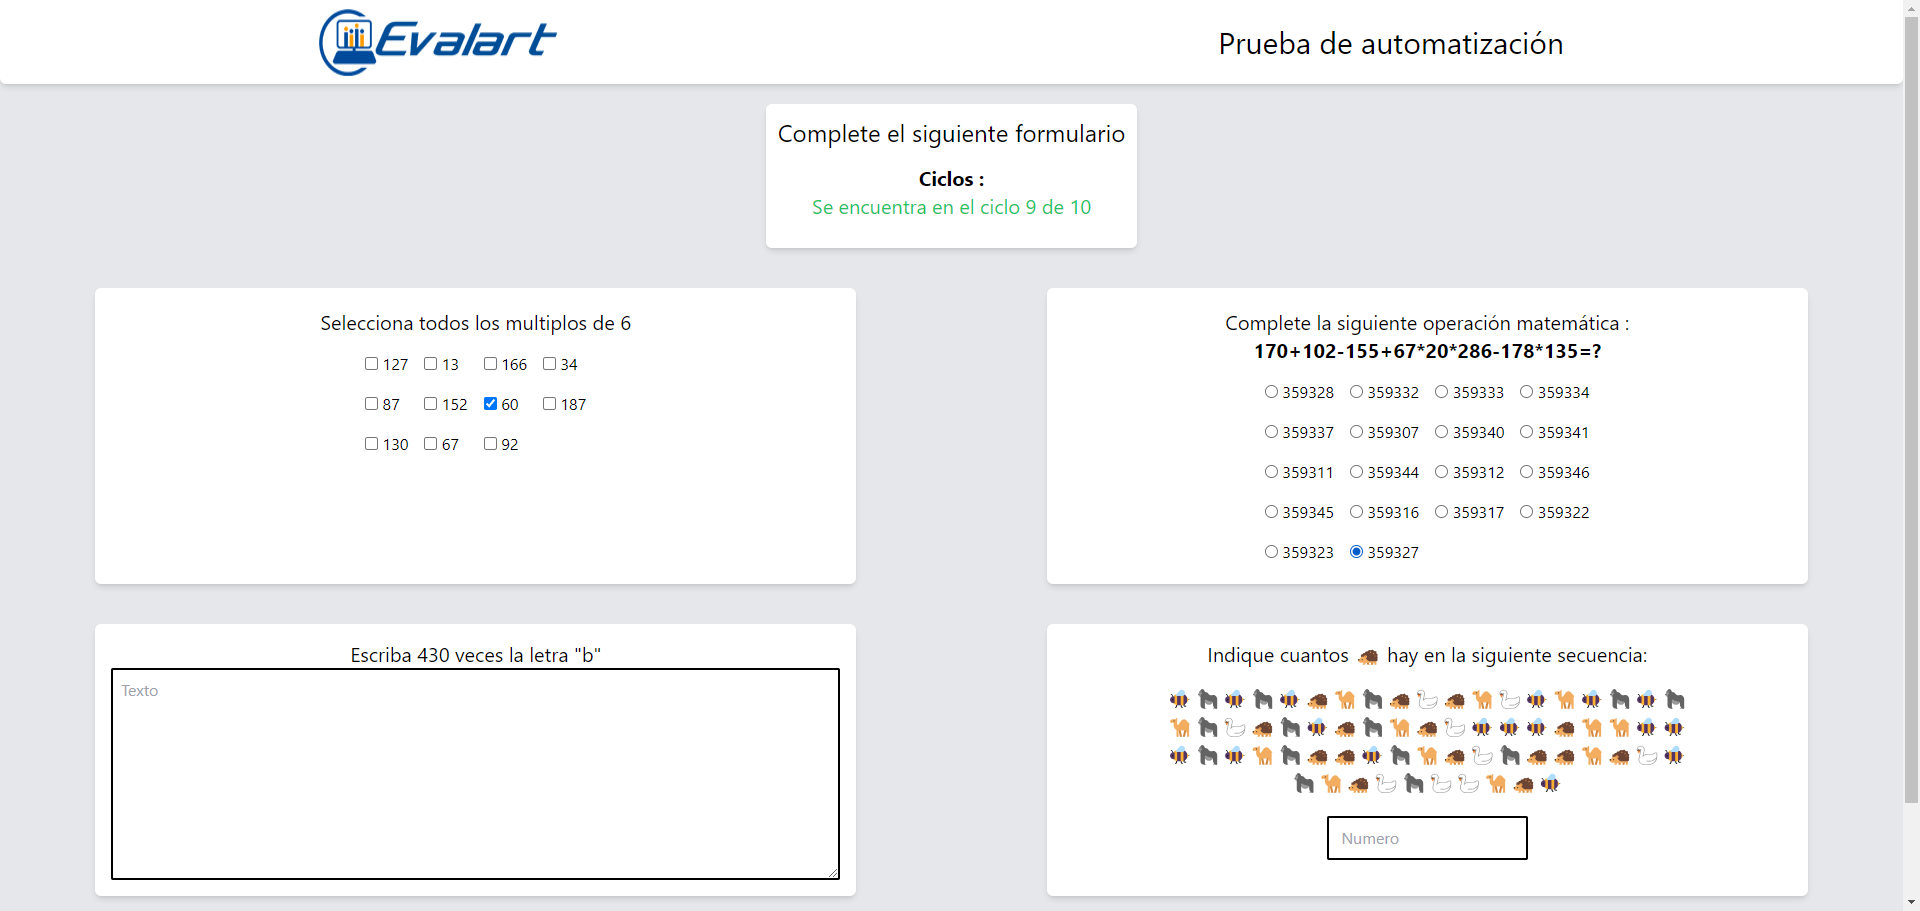 Evalart
Prueba de automatización
Complete el siguiente formulario
Ciclos :
Se encuentra en el ciclo 9 de 10
Selecciona todos los multiplos de 6
127 13 166 34
87 152 60 187
130 67 92
Complete la siguiente operación matemática :
170+102-155+67*20*286-178*135=?
359328 359332 359333 359334
359337 359307 359340 359341
359311 359344 359312 359346
359345 359316 359317 359322
359323 359327
Escriba 430 veces la letra "b"
Texto
Indique cuantos 🦔 hay en la siguiente secuencia:
Numero